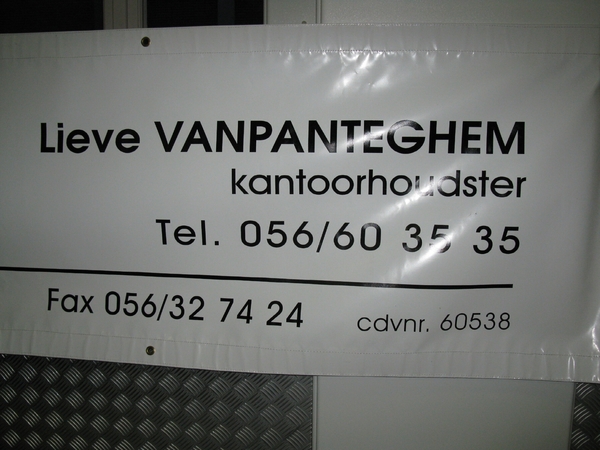 Lieve VANPANTEGHEM
kantoorhoudster
Tel. 056/60 35 35
Fax 056/32 74 24
cdvnr. 60538